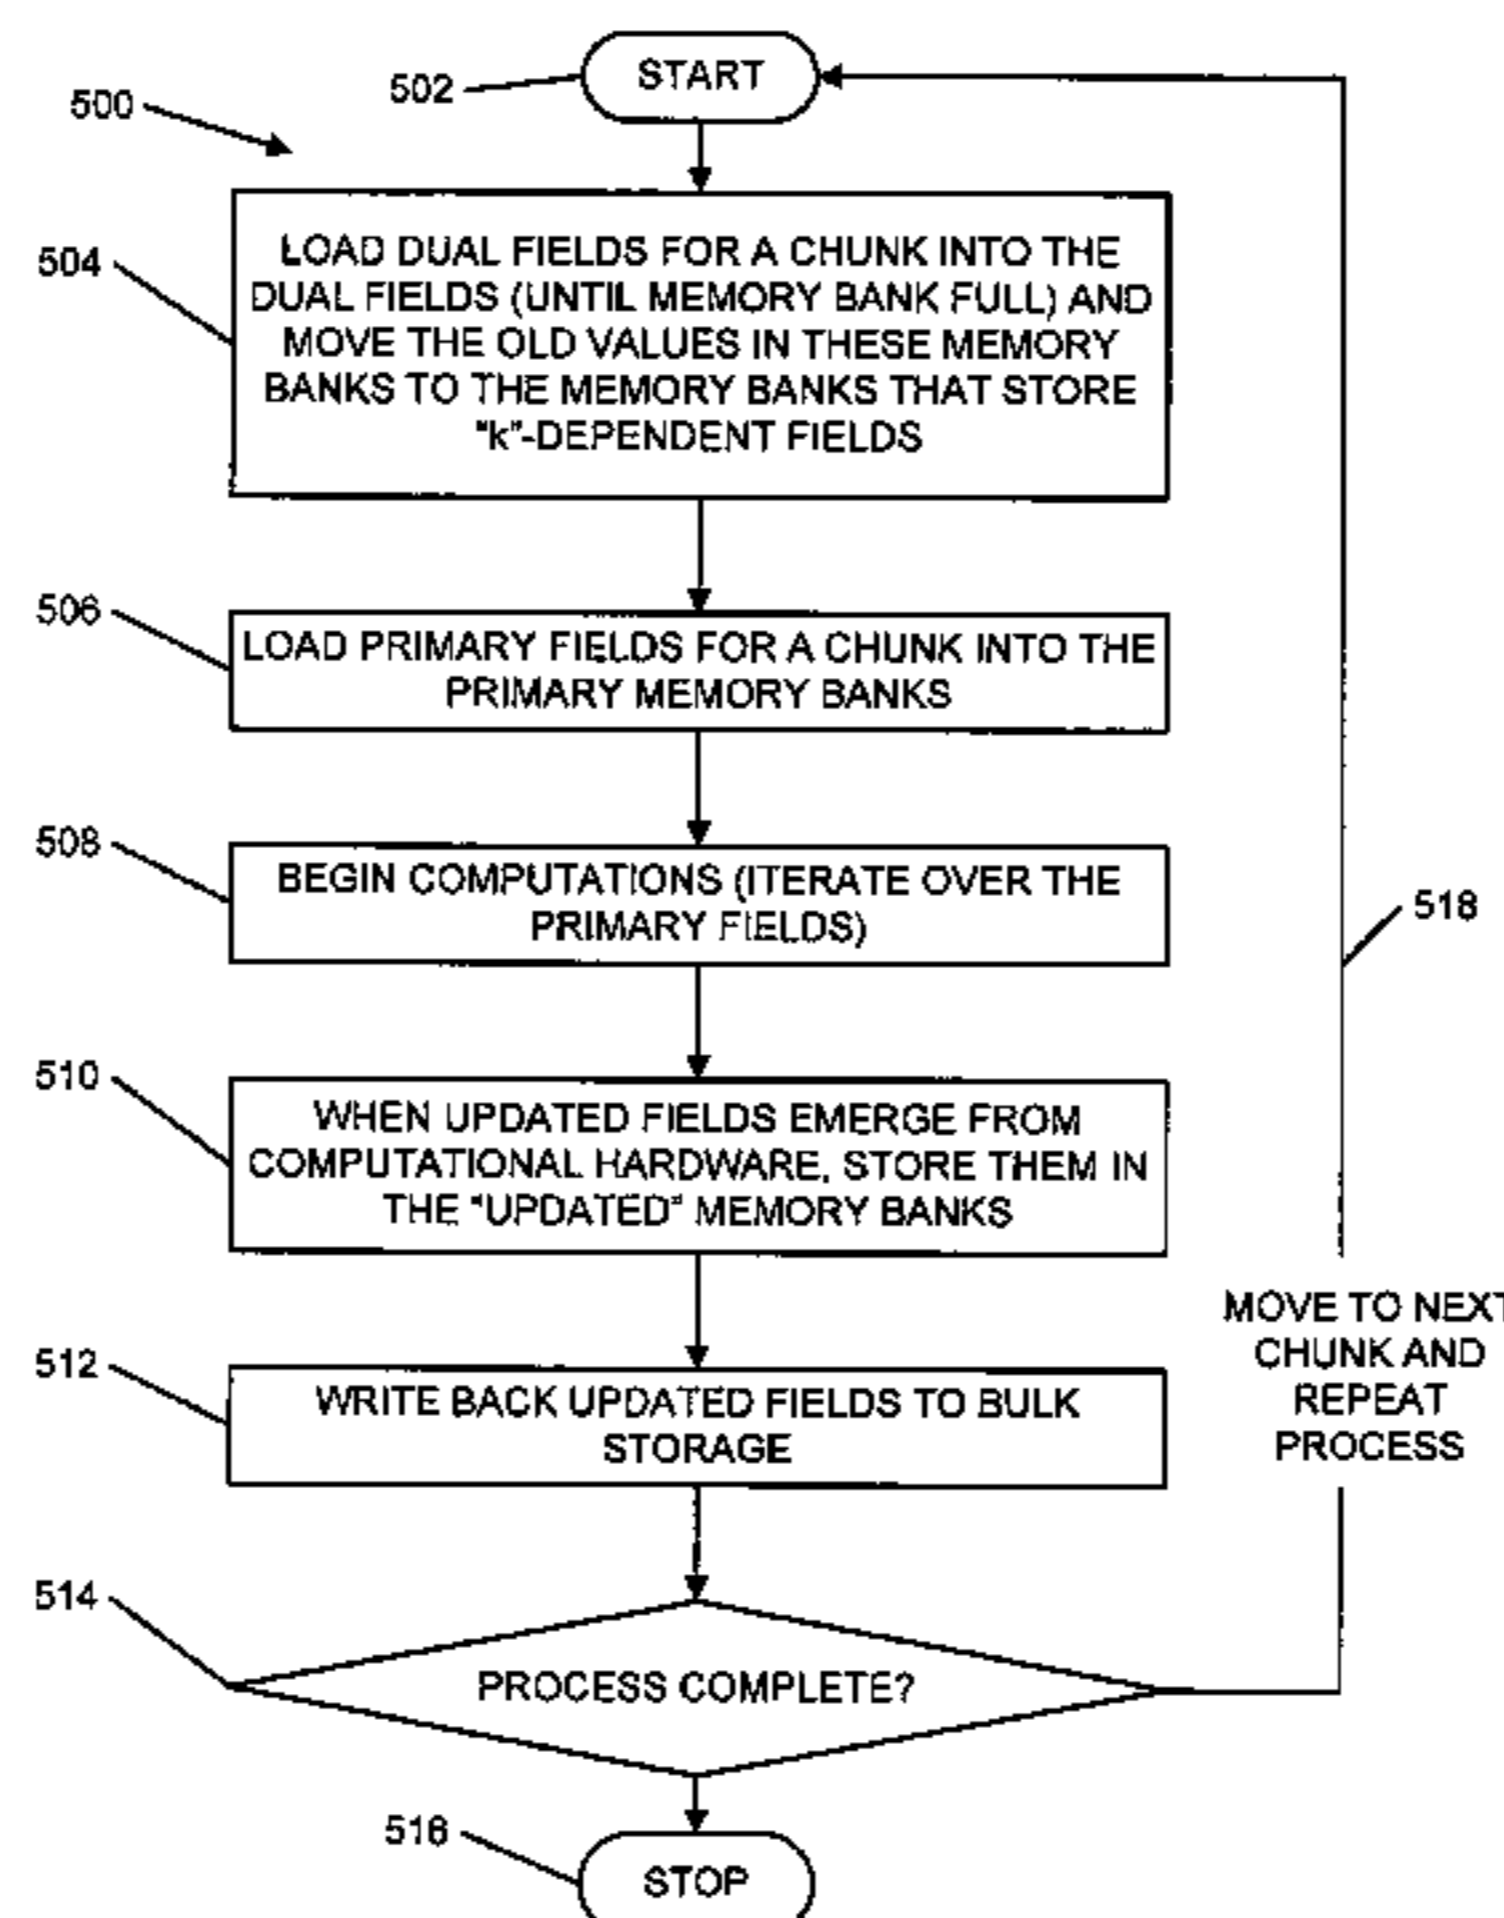 START
502
500
504
LOAD DUAL FIELDS FOR A CHUNK INTO THE
DUAL FIELDS (UNTIL MEMORY BANK FULL) AND
MOVE THE OLD VALUES IN THESE MEMORY
BANKS TO THE MEMORY BANKS THAT STORE
"k"-DEPENDENT FIELDS
506
LOAD PRIMARY FIELDS FOR A CHUNK INTO THE
PRIMARY MEMORY BANKS
508
BEGIN COMPUTATIONS (ITERATE OVER THE
PRIMARY FIELDS)
518
510
WHEN UPDATED FIELDS EMERGE FROM
COMPUTATIONAL HARDWARE, STORE THEM IN
THE "UPDATED" MEMORY BANKS
MOVE TO NEXT
CHUNK AND
REPEAT
PROCESS
512
WRITE BACK UPDATED FIELDS TO BULK
STORAGE
514
PROCESS COMPLETE?
516
STOP